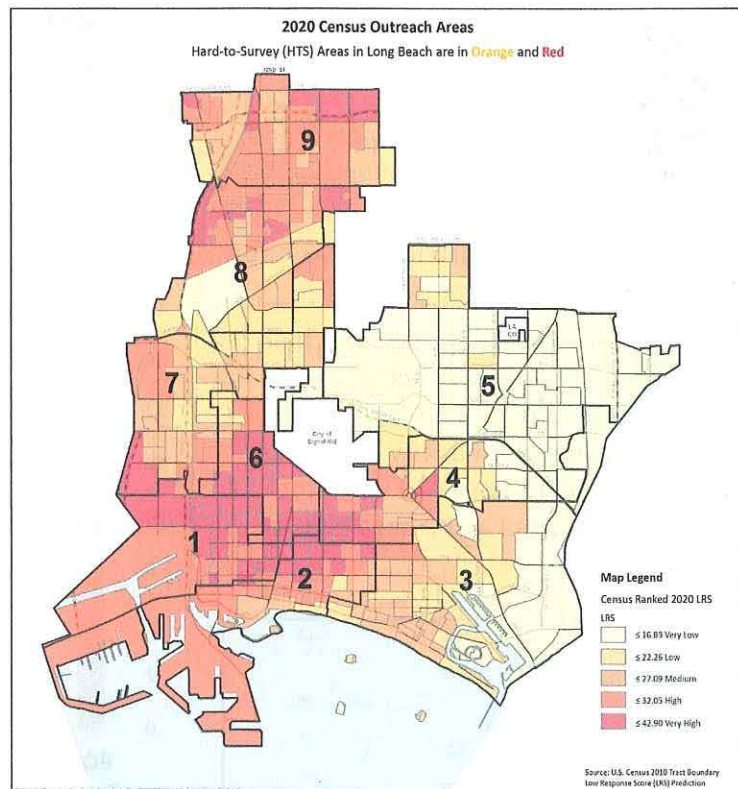 2020 Census Outreach Areas
Hard-to-Survey (HTS) Areas in Long Beach are in Orange and Red
9
8
LA
CO
5
7
City of
Signal Hill
6
4
1
2
3
Map Legend
Census Ranked 2020 LRS
LRS
≤ 16.89 Very Low
≤ 22.26 Low
≤ 27.09 Medium
≤ 32.05 High
≤ 42.90 Very High
Source: U.S. Census 2010 Tract Boundary
Low Response Score (LRS) Prediction